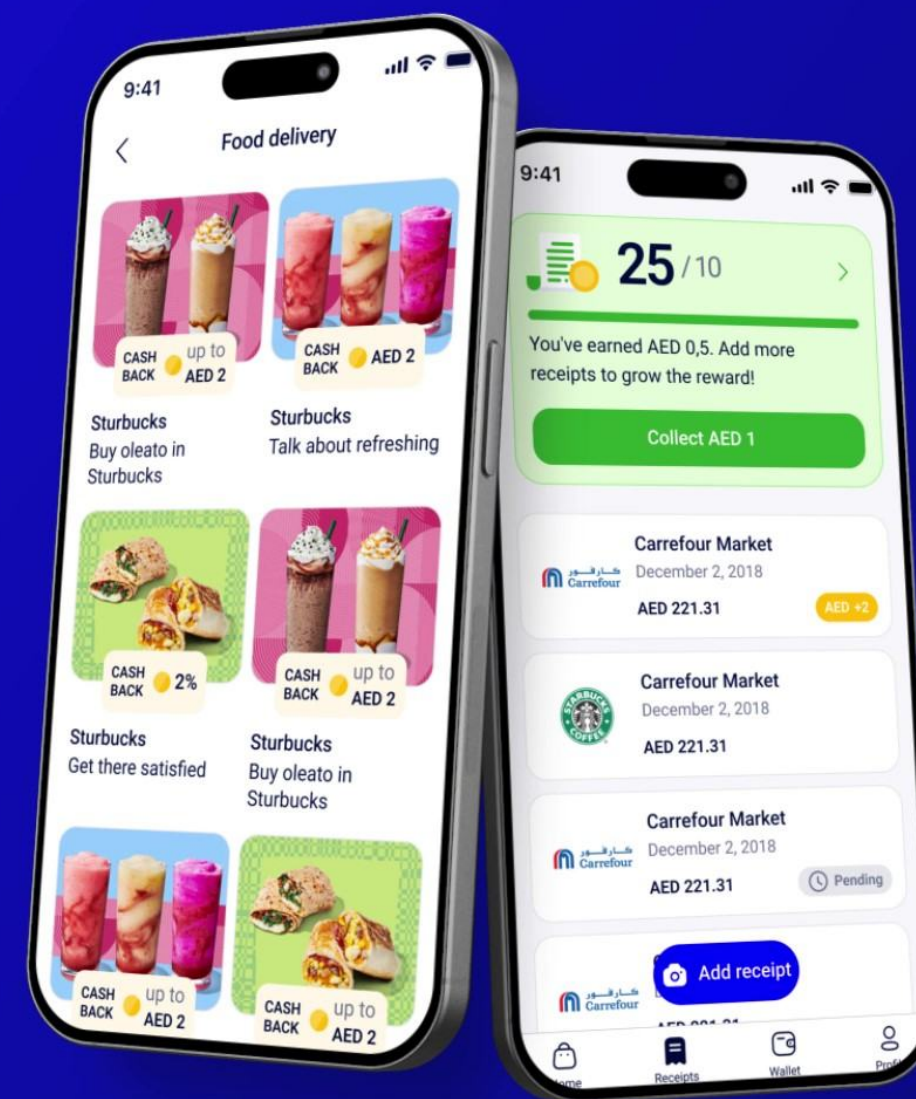 9:41
Food delivery
CASH BACK up to AED 2
CASH BACK AED 2
Sturbucks
Buy oleato in
Sturbucks
Sturbucks
Talk about refreshing
CASH BACK 2%
CASH BACK up to AED 2
Sturbucks
Get there satisfied
Sturbucks
Buy oleato in
Sturbucks
CASH BACK up to AED 2
CASH BACK up to AED 2
9:41
25 / 10
You've earned AED 0,5. Add more
receipts to grow the reward!
Collect AED 1
Carrefour Market
كارفور
Carrefour
December 2, 2018
AED 221.31
AED +2
Carrefour Market
STARBUCKS COFFEE
December 2, 2018
AED 221.31
Carrefour Market
كارفور
Carrefour
December 2, 2018
AED 221.31
Pending
كارفور
Carrefour
Add receipt
Receipts
Wallet